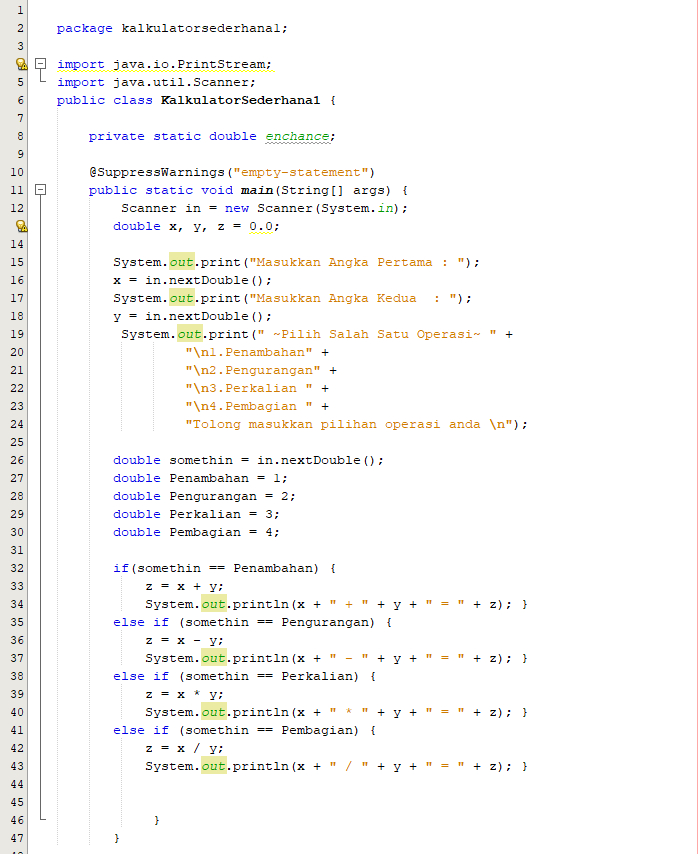 1
2 package kalkulatorsederhana1;
3
import java.io.PrintStream;
5 import java.util.Scanner;
6 public class KalkulatorSederhana1 {
7
8 private static double enchance;
9
10 @SuppressWarnings("empty-statement")
11 public static void main(String[] args) {
12 Scanner in = new Scanner(System.in);
double x, y, z = 0.0;
14
15 System.out.print("Masukkan Angka Pertama : ");
16 x = in.nextDouble();
17 System.out.print("Masukkan Angka Kedua  : ");
18 y = in.nextDouble();
19 System.out.print(" ~Pilih Salah Satu Operasi~ " +
20 "\n1.Penambahan" +
21 "\n2.Pengurangan" +
22 "\n3.Perkalian " +
23 "\n4.Pembagian " +
24 "Tolong masukkan pilihan operasi anda \n");
25
26 double somethin = in.nextDouble();
27 double Penambahan = 1;
28 double Pengurangan = 2;
29 double Perkalian = 3;
30 double Pembagian = 4;
31
32 if(somethin == Penambahan) {
33 z = x + y;
34 System.out.println(x + " + " + y + " = " + z); }
35 else if (somethin == Pengurangan) {
36 z = x - y;
37 System.out.println(x + " - " + y + " = " + z); }
38 else if (somethin == Perkalian) {
39 z = x * y;
40 System.out.println(x + " * " + y + " = " + z); }
41 else if (somethin == Pembagian) {
42 z = x / y;
43 System.out.println(x + " / " + y + " = " + z); }
44
45
46 }
47 }